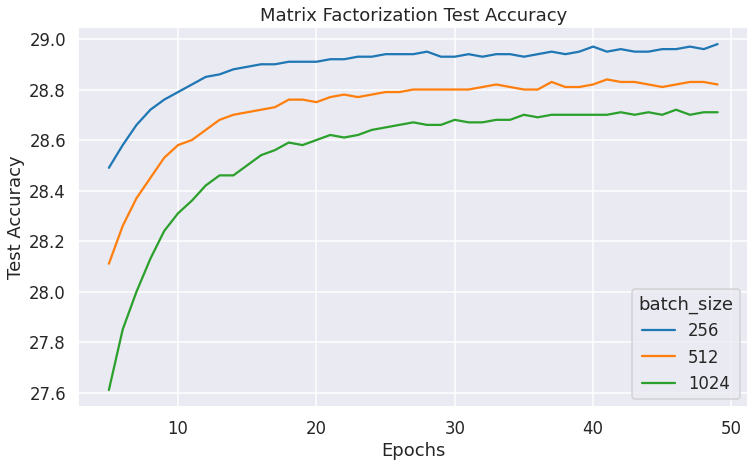 Matrix Factorization Test Accuracy
29.0
28.8
28.6
28.4
28.2
28.0
27.8
27.6
Test Accuracy
batch_size
256
512
1024
10 20 30 40 50
Epochs